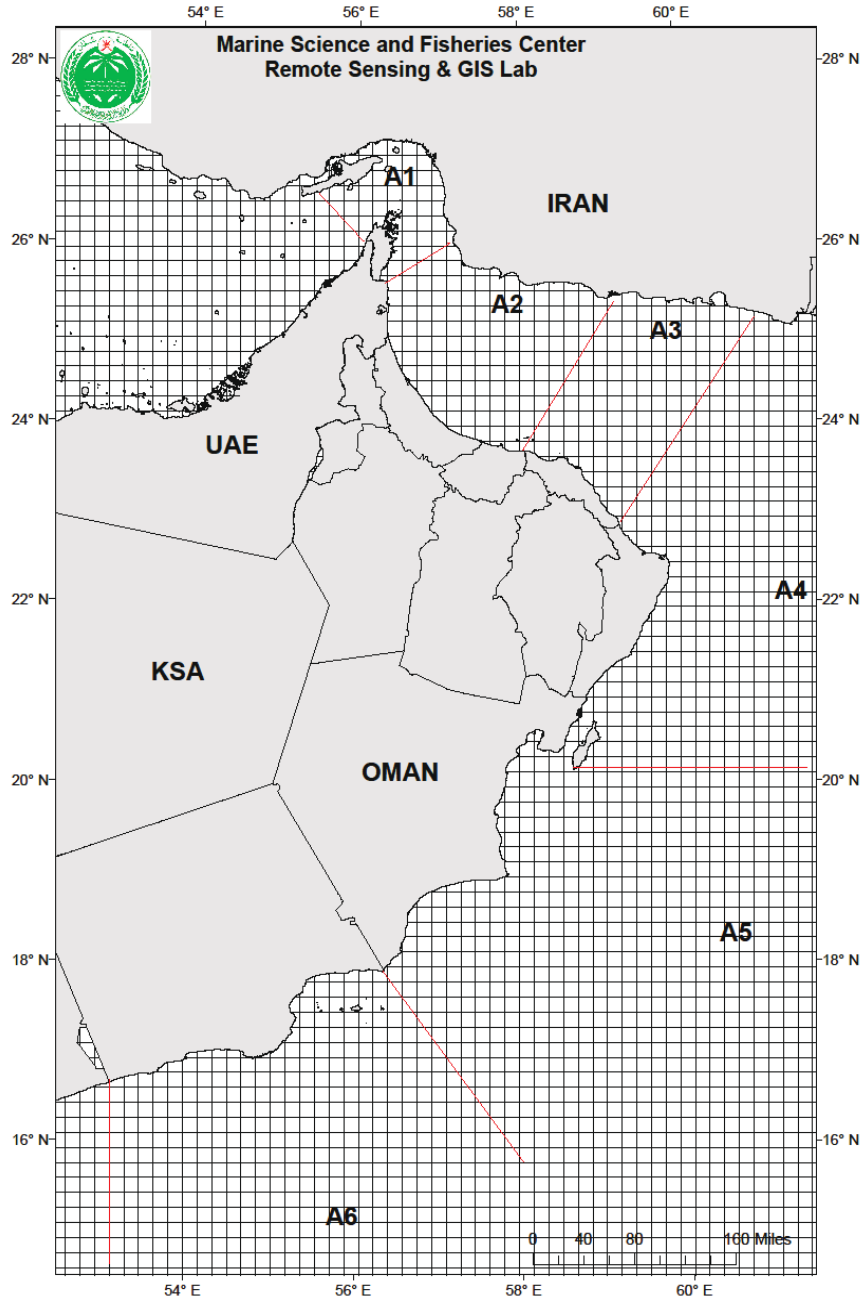 54° E 56° E 58° E 60° E
Marine Science and Fisheries Center
Remote Sensing & GIS Lab
28° N 28° N
A1
IRAN
26° N 26° N
A2
A3
24° N 24° N
UAE
22° N 22° N
A4
KSA
OMAN
20° N 20° N
A5
18° N 18° N
16° N 16° N
A6
0 40 80 160 Miles
54° E 56° E 58° E 60° E